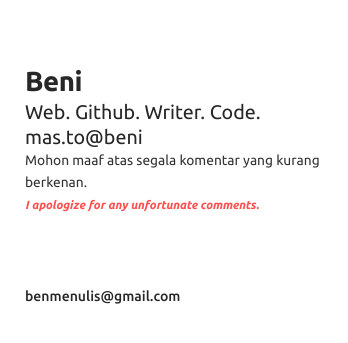 Beni
Web. Github. Writer. Code.
mas.to@beni
Mohon maaf atas segala komentar yang kurang
berkenan.
I apologize for any unfortunate comments.
benmenulis@gmail.com